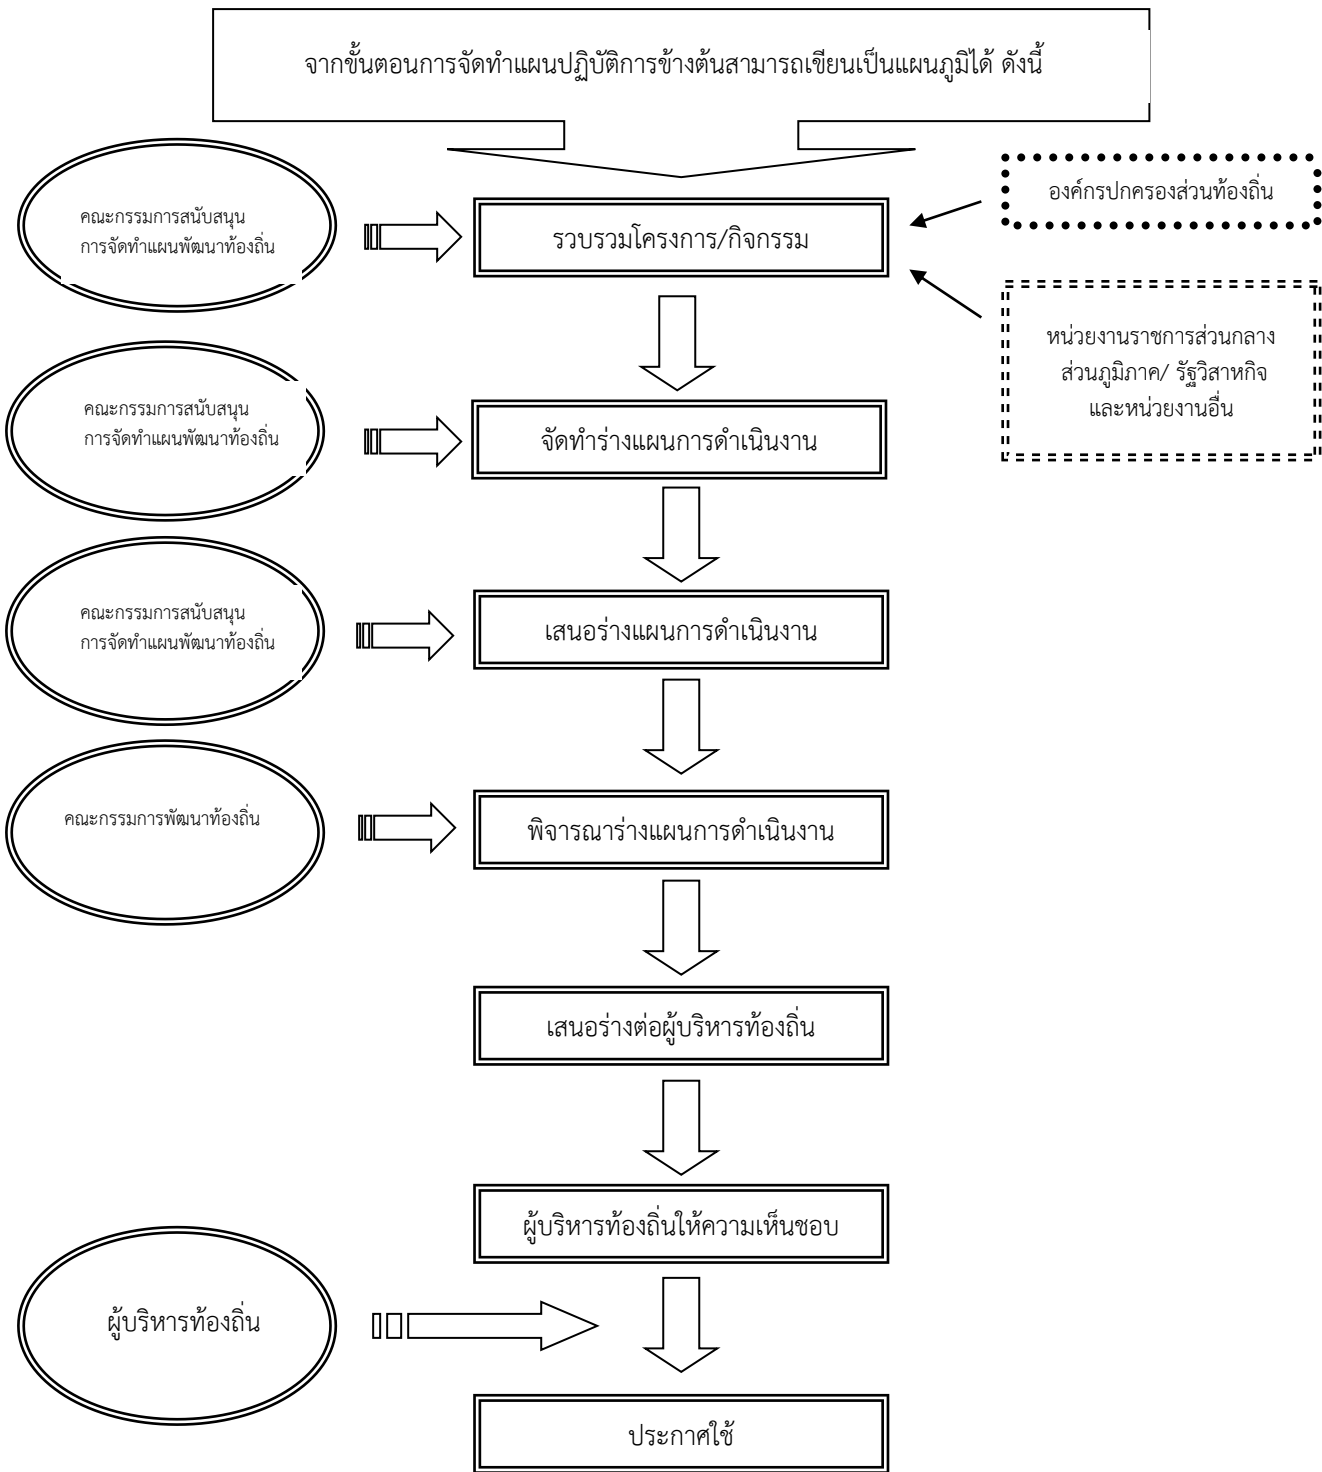 จากขั้นตอนการจัดทำแผนปฏิบัติการข้างต้นสามารถเขียนเป็นแผนภูมิได้ ดังนี้
คณะกรรมการสนับสนุน
การจัดทำแผนพัฒนาท้องถิ่น
รวบรวมโครงการ/กิจกรรม
องค์กรปกครองส่วนท้องถิ่น
หน่วยงานราชการส่วนกลาง
ส่วนภูมิภาค/ รัฐวิสาหกิจ
และหน่วยงานอื่น
คณะกรรมการสนับสนุน
การจัดทำแผนพัฒนาท้องถิ่น
จัดทำร่างแผนการดำเนินงาน
คณะกรรมการสนับสนุน
การจัดทำแผนพัฒนาท้องถิ่น
เสนอร่างแผนการดำเนินงาน
คณะกรรมการพัฒนาท้องถิ่น
พิจารณาร่างแผนการดำเนินงาน
เสนอร่างต่อผู้บริหารท้องถิ่น
ผู้บริหารท้องถิ่นให้ความเห็นชอบ
ผู้บริหารท้องถิ่น
ประกาศใช้